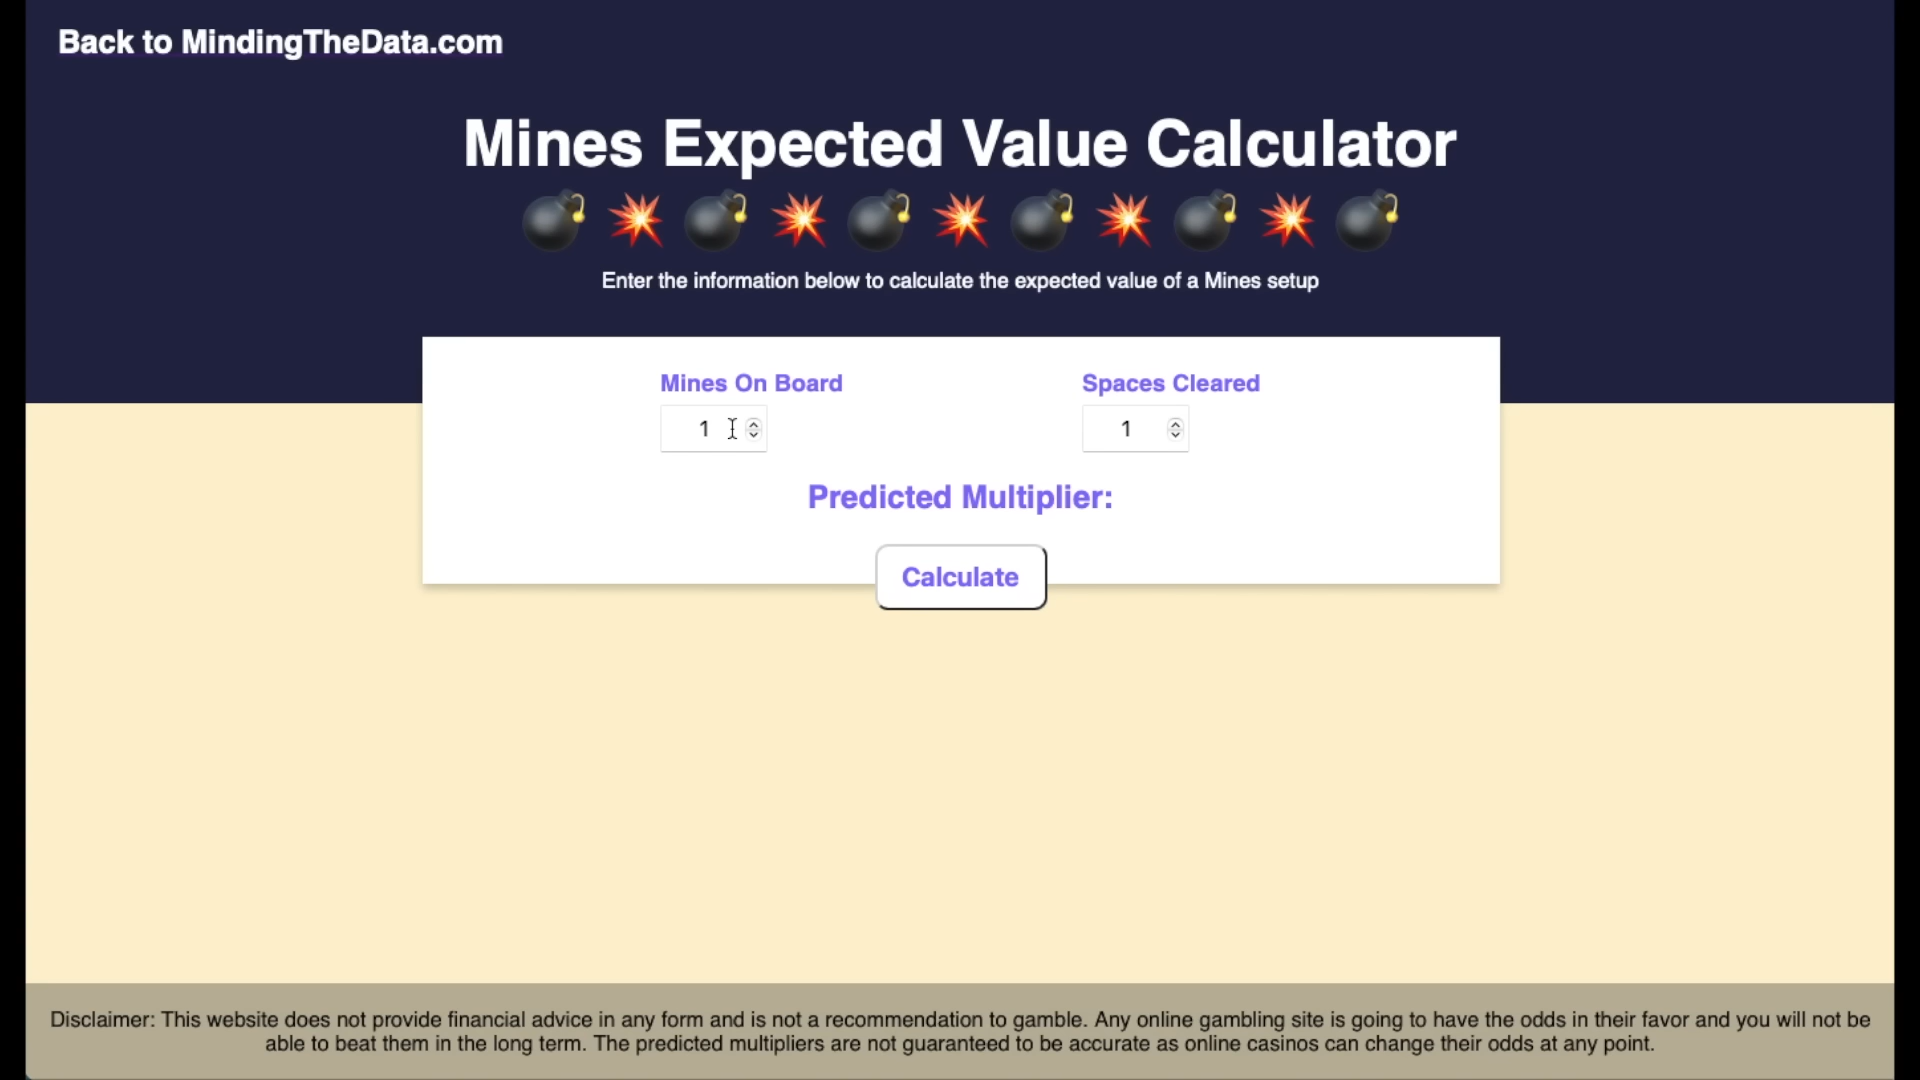 Back to MindingTheData.com
Mines Expected Value Calculator
Enter the information below to calculate the expected value of a Mines setup
Mines On Board
Spaces Cleared
1
1
Predicted Multiplier:
Calculate
Disclaimer: This website does not provide financial advice in any form and is not a recommendation to gamble. Any online gambling site is going to have the odds in their favor and you will not be
able to beat them in the long term. The predicted multipliers are not guaranteed to be accurate as online casinos can change their odds at any point.